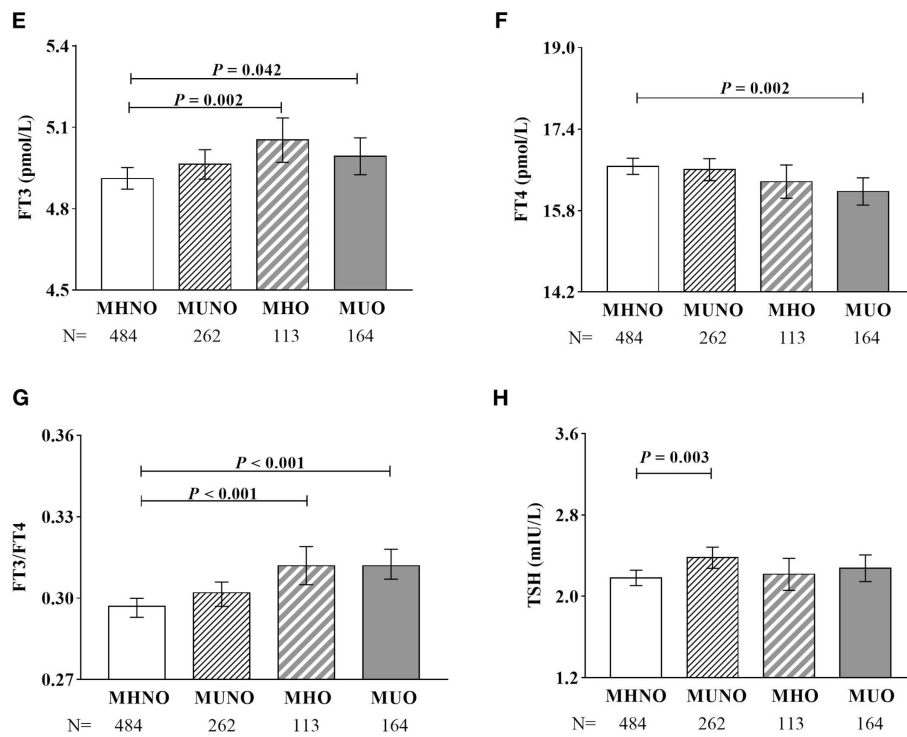 E
5.4
5.1
4.8
4.5
FT3 (pmol/L)
P = 0.042
P = 0.002
MHNO MUNO MHO MUO
N= 484 262 113 164
F
19.0
17.4
15.8
14.2
FT4 (pmol/L)
P = 0.002
MHNO MUNO MHO MUO
N= 484 262 113 164
G
0.36
0.33
0.30
0.27
FT3/FT4
P < 0.001
P < 0.001
MHNO MUNO MHO MUO
N= 484 262 113 164
H
3.6
2.8
2.0
1.2
TSH (mIU/L)
P = 0.003
MHNO MUNO MHO MUO
N= 484 262 113 164